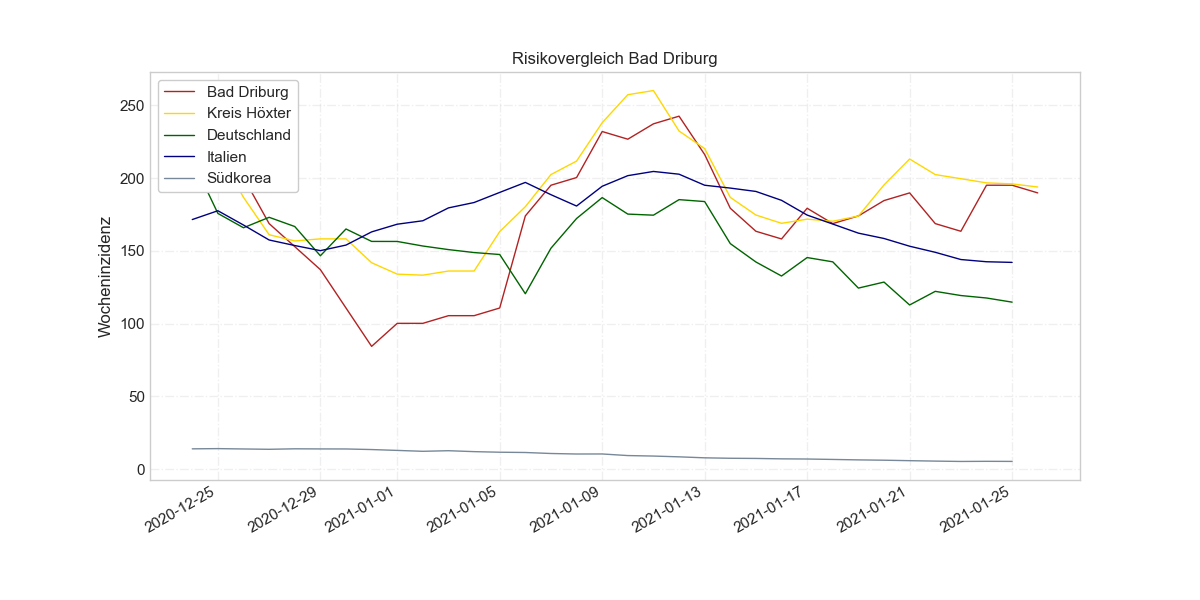 Risikovergleich Bad Driburg
Bad Driburg
Kreis Höxter
Deutschland
Italien
Südkorea
Wocheninzidenz
250
200
150
100
50
0
2020-12-25
2020-12-29
2021-01-01
2021-01-05
2021-01-09
2021-01-13
2021-01-17
2021-01-21
2021-01-25